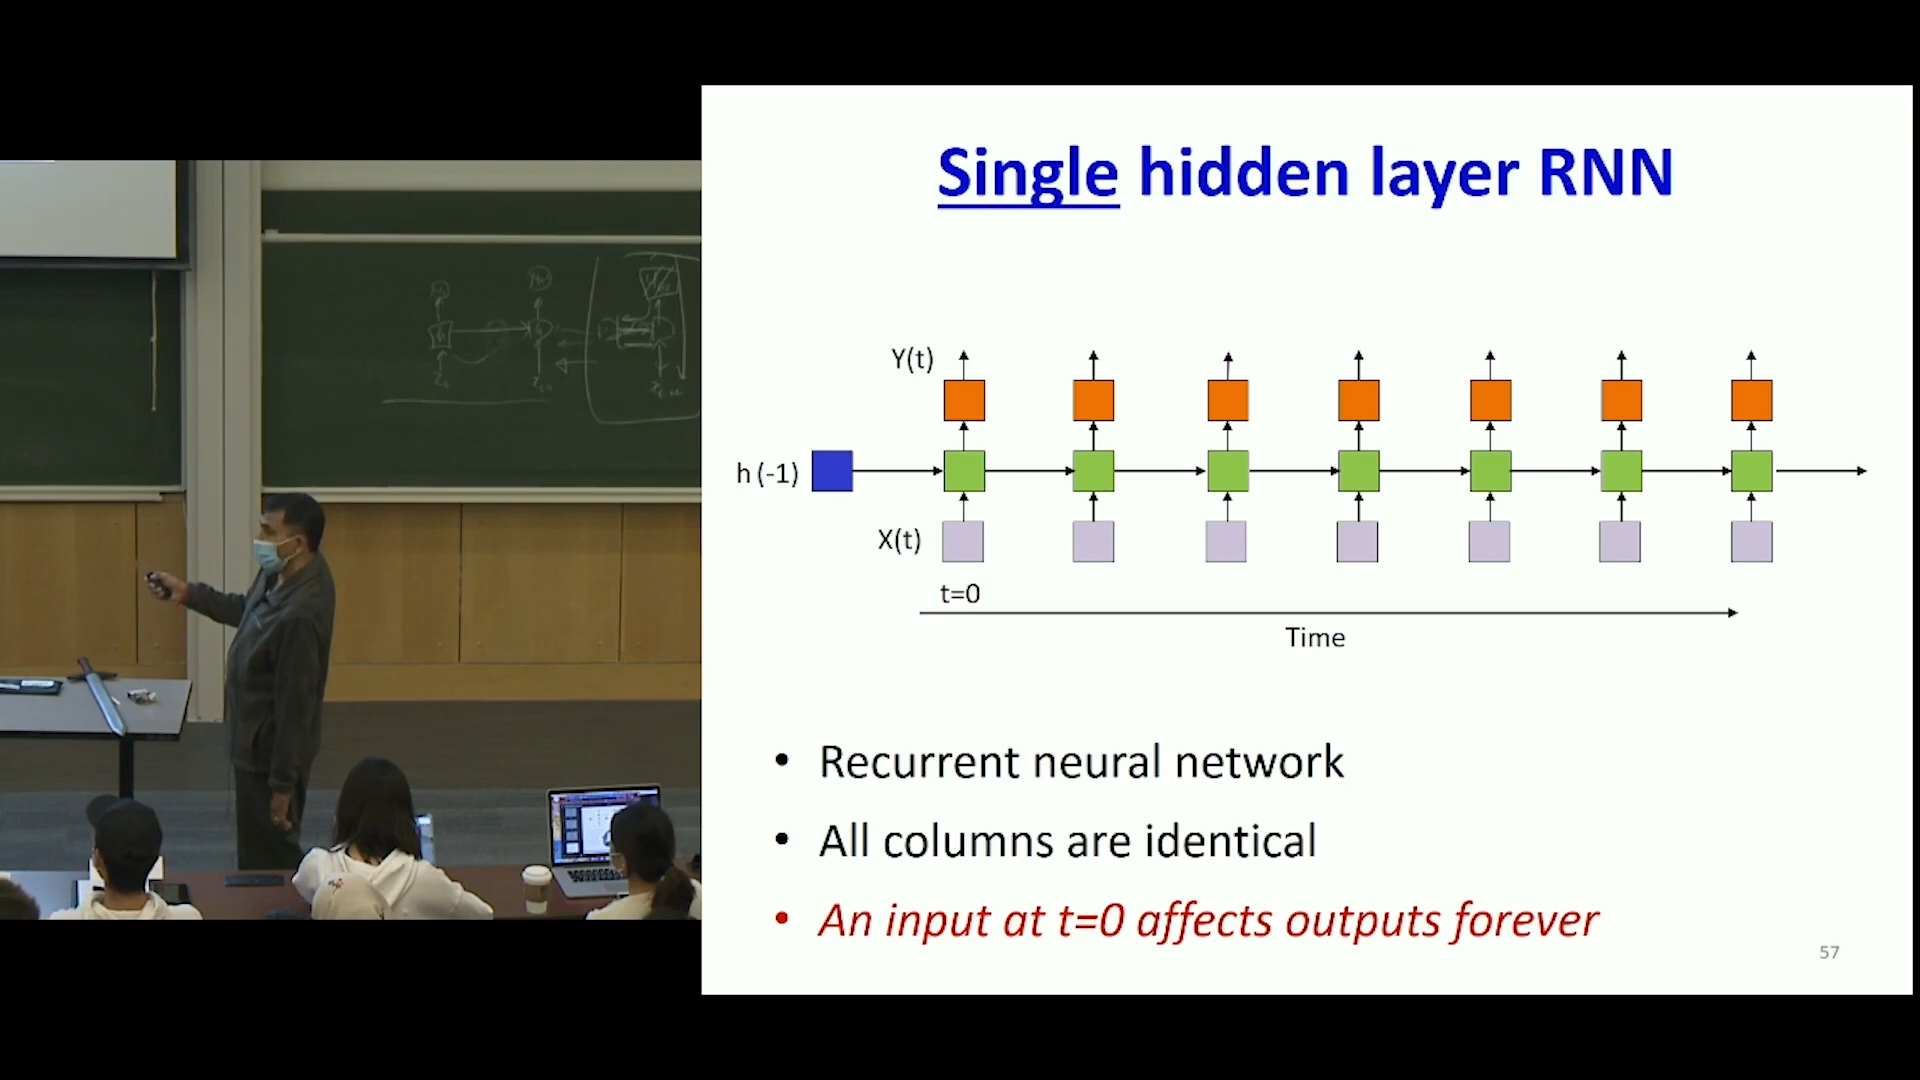 Single hidden layer RNN
Y(t)
h (-1)
X(t)
t=0
Time
• Recurrent neural network
• All columns are identical
• An input at t=0 affects outputs forever
57